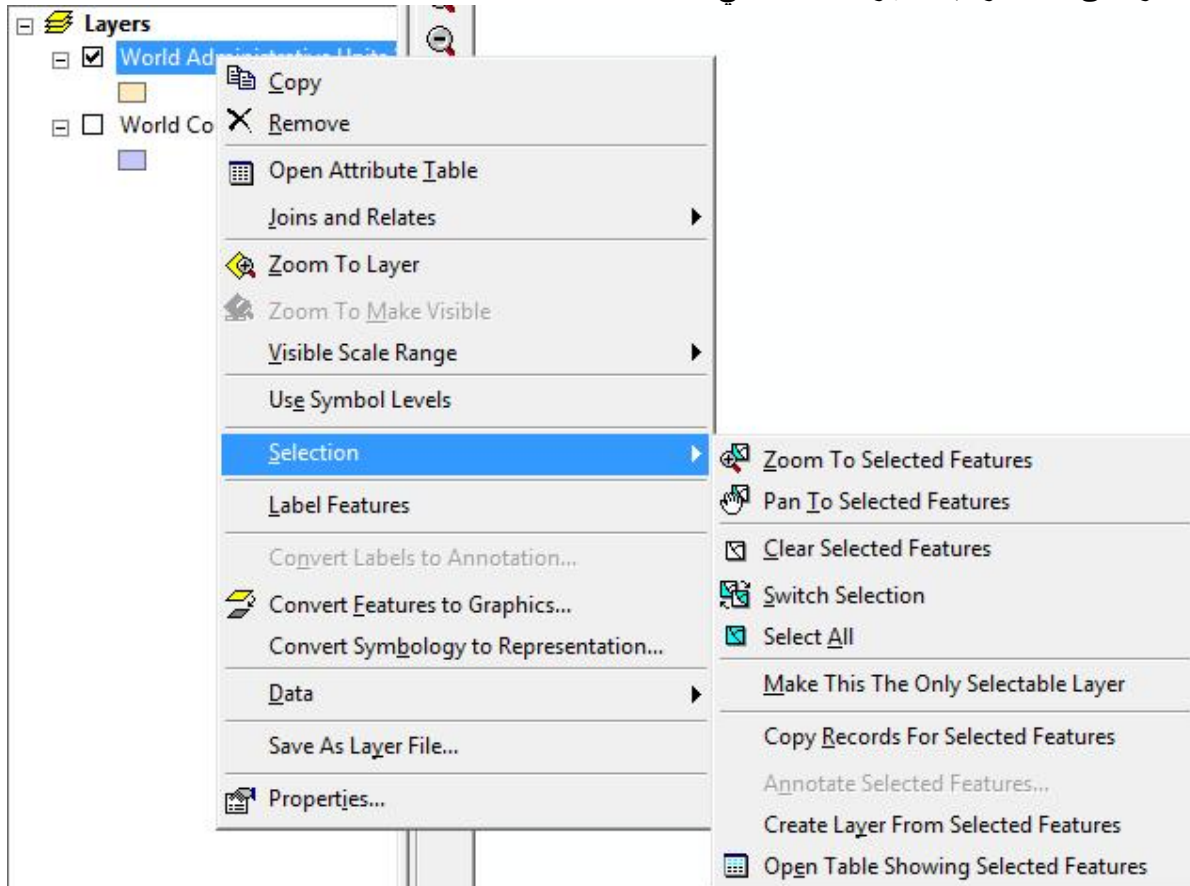 Layers
World Administrative Units
World Co
Copy
Remove
Open Attribute Table
Joins and Relates
Zoom To Layer
Zoom To Make Visible
Visible Scale Range
Use Symbol Levels
Selection
Label Features
Convert Labels to Annotation...
Convert Features to Graphics...
Convert Symbology to Representation...
Data
Save As Layer File...
Properties...
Zoom To Selected Features
Pan To Selected Features
Clear Selected Features
Switch Selection
Select All
Make This The Only Selectable Layer
Copy Records For Selected Features
Annotate Selected Features...
Create Layer From Selected Features
Open Table Showing Selected Features